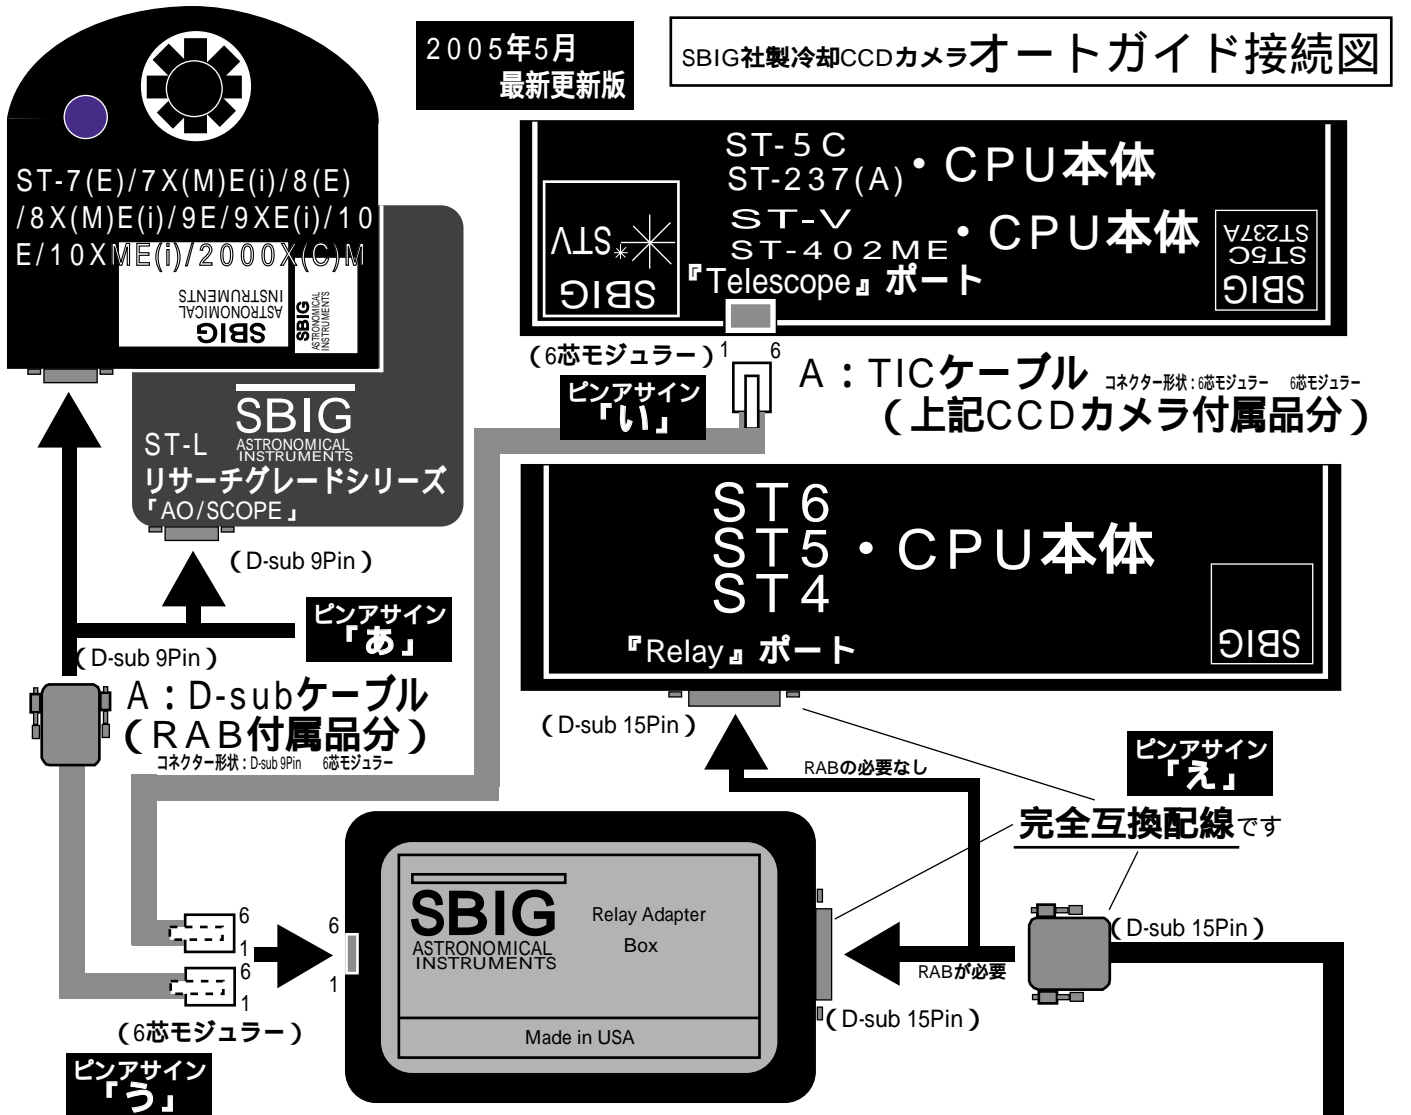 2005年5月
最新更新版
SBIG社製冷却CCDカメラオートガイド接続図
ST-7(E)/7X(M)E(i)/8(E)
/8X(M)E(i)/9E/9XE(i)/10
E/10XME(i)/2000X(C)M
SBIG
ASTRONOMICAL
INSTRUMENTS
SBIG
ASTRONOMICAL
INSTRUMENTS
ST-L
SBIG
ASTRONOMICAL
INSTRUMENTS
リサーチグレードシリーズ
「AO/SCOPE」
(D-sub 9Pin)
ピンアサイン
「あ」
(D-sub 9Pin)
A:D-subケーブル
(RAB付属品分)
コネクター形状:D-sub 9Pin 6芯モジュラー
ST-5C
ST-237(A)・CPU本体
ST-V
ST-402ME・CPU本体
『Telescope』ポート
STV
SBIG
ST237A
ST5C
SBIG
(6芯モジュラー)
1 6
ピンアサイン
「い」
A:TICケーブル コネクター形状:6芯モジュラー 6芯モジュラー
(上記CCDカメラ付属品分)
ST6
ST5・CPU本体
ST4
『Relay』ポート
SBIG
(D-sub 15Pin)
RABの必要なし
ピンアサイン
「え」
完全互換配線です
SBIG
ASTRONOMICAL
INSTRUMENTS
Relay Adapter
Box
Made in USA
6
1
6
1
6
1
(6芯モジュラー)
ピンアサイン
「う」
RABが必要
(D-sub 15Pin)
(D-sub 15Pin)